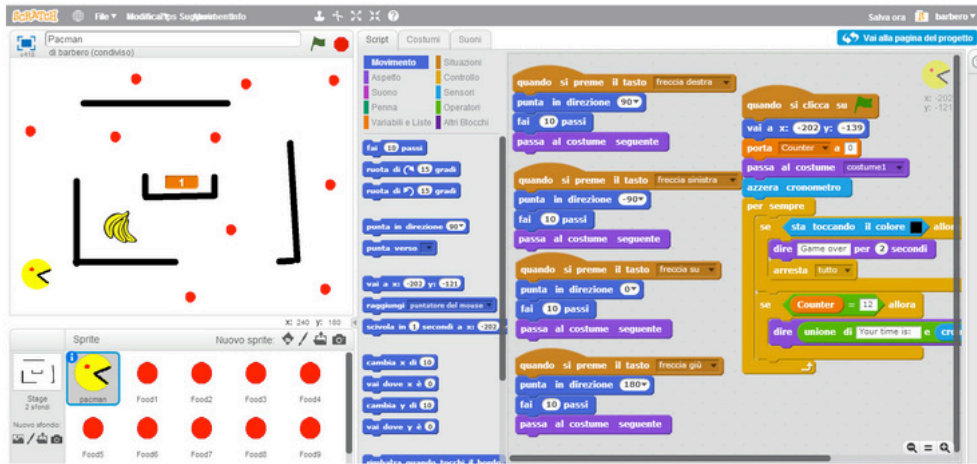 SCRATCH File▼
Salva ora barbero▼
Pacman
di barbero (condiviso)
v418
Script Costumi Suoni
Vai alla pagina del progetto
Movimento Situazioni
Aspetto Controllo
Suono Sensori
Penna Operatori
Variabili e Liste Altri Blocchi
fai 10 passi
ruota di 15 gradi
ruota di 15 gradi
punta in direzione 90▼
punta verso
vai a x: -202 y: -121
raggiungi puntatore del mouse
scivola in 1 secondi a x: -202
cambia x di 10
vai dove x è 0
cambia y di 10
vai dove y è 0
rimbalza quando tocchi il bordo
quando si preme il tasto freccia destra
punta in direzione 90▼
fai 10 passi
passa al costume seguente
quando si preme il tasto freccia sinistra
punta in direzione -90▼
fai 10 passi
passa al costume seguente
quando si preme il tasto freccia su
punta in direzione 0▼
fai 10 passi
passa al costume seguente
quando si preme il tasto freccia giù
punta in direzione 180▼
fai 10 passi
passa al costume seguente
quando si clicca su
vai a x: -202 y: -139
porta Counter a 0
passa al costume costume1
azzera cronometro
per sempre
se sta toccando il colore allo
dire Game over per 2 secondi
arresta tutto
se Counter = 12 allora
dire unione di Your time is: e cro
x: -202
y: -121
1
x: 240 y: 180
Sprite Nuovo sprite:
Stage
2 sfondi
Nuovo sfondo:
pacman Food1 Food2 Food3 Food4
Food5 Food6 Food7 Food8 Food9